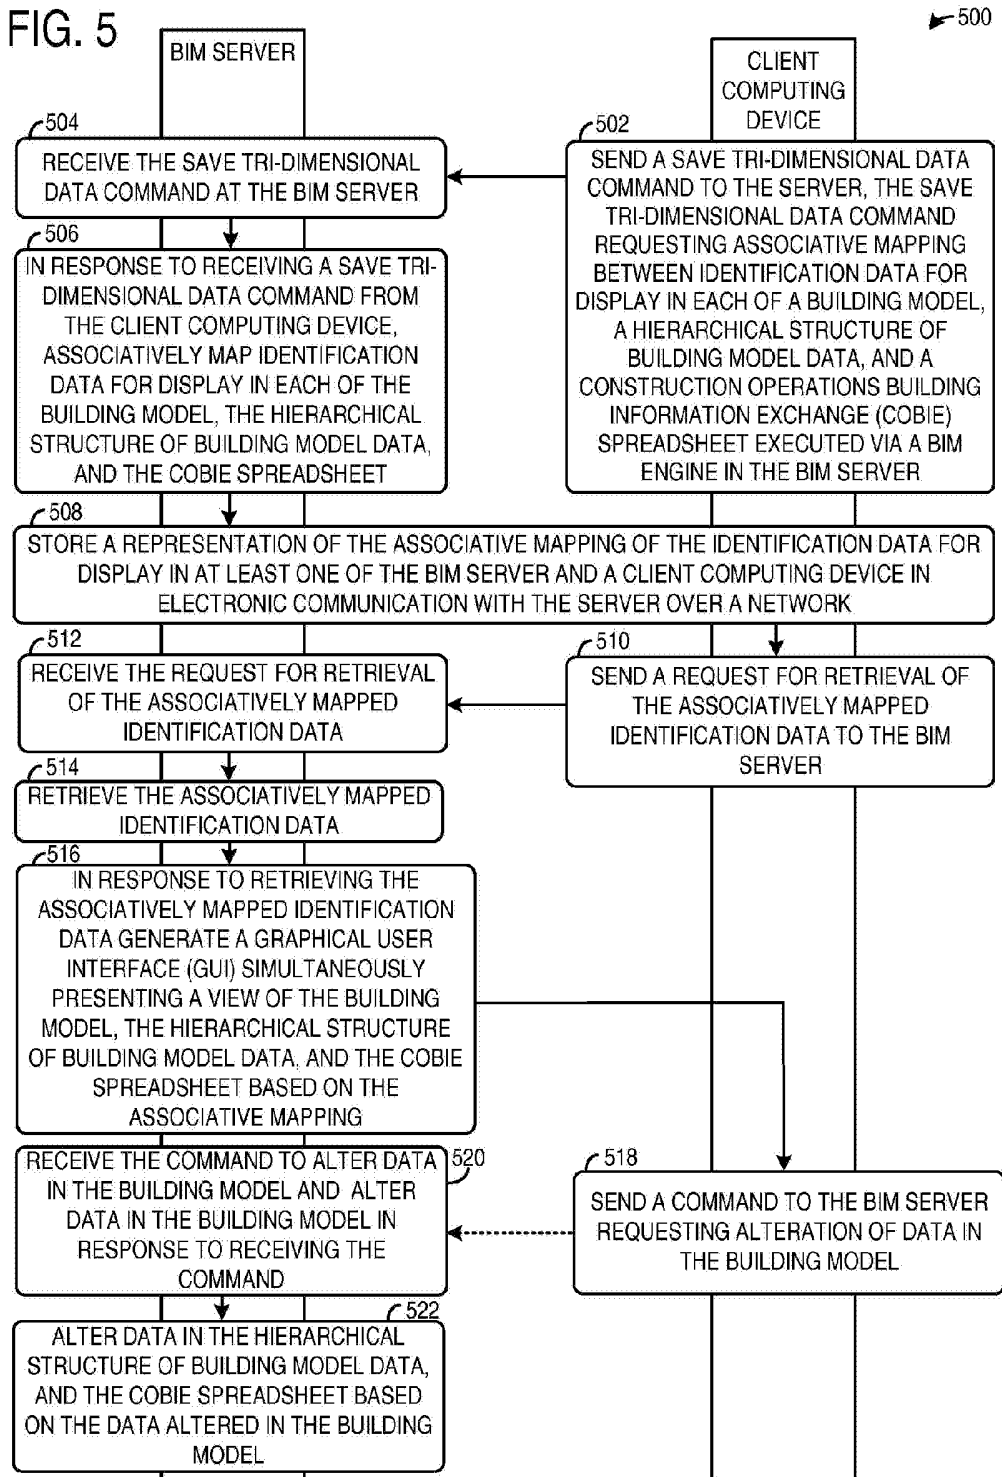 FIG. 5
500
BIM SERVER
CLIENT
COMPUTING
DEVICE
504
RECEIVE THE SAVE TRI-DIMENSIONAL
DATA COMMAND AT THE BIM SERVER
502
SEND A SAVE TRI-DIMENSIONAL DATA
COMMAND TO THE SERVER, THE SAVE
TRI-DIMENSIONAL DATA COMMAND
REQUESTING ASSOCIATIVE MAPPING
BETWEEN IDENTIFICATION DATA FOR
DISPLAY IN EACH OF A BUILDING MODEL,
A HIERARCHICAL STRUCTURE OF
BUILDING MODEL DATA, AND A
CONSTRUCTION OPERATIONS BUILDING
INFORMATION EXCHANGE (COBIE)
SPREADSHEET EXECUTED VIA A BIM
ENGINE IN THE BIM SERVER
506
IN RESPONSE TO RECEIVING A SAVE TRI-
DIMENSIONAL DATA COMMAND FROM
THE CLIENT COMPUTING DEVICE,
ASSOCIATIVELY MAP IDENTIFICATION
DATA FOR DISPLAY IN EACH OF THE
BUILDING MODEL, THE HIERARCHICAL
STRUCTURE OF BUILDING MODEL DATA,
AND THE COBIE SPREADSHEET
508
STORE A REPRESENTATION OF THE ASSOCIATIVE MAPPING OF THE IDENTIFICATION DATA FOR
DISPLAY IN AT LEAST ONE OF THE BIM SERVER AND A CLIENT COMPUTING DEVICE IN
ELECTRONIC COMMUNICATION WITH THE SERVER OVER A NETWORK
512
RECEIVE THE REQUEST FOR RETRIEVAL
OF THE ASSOCIATIVELY MAPPED
IDENTIFICATION DATA
510
SEND A REQUEST FOR RETRIEVAL OF
THE ASSOCIATIVELY MAPPED
IDENTIFICATION DATA TO THE BIM
SERVER
514
RETRIEVE THE ASSOCIATIVELY MAPPED
IDENTIFICATION DATA
516
IN RESPONSE TO RETRIEVING THE
ASSOCIATIVELY MAPPED IDENTIFICATION
DATA GENERATE A GRAPHICAL USER
INTERFACE (GUI) SIMULTANEOUSLY
PRESENTING A VIEW OF THE BUILDING
MODEL, THE HIERARCHICAL STRUCTURE
OF BUILDING MODEL DATA, AND THE COBIE
SPREADSHEET BASED ON THE
ASSOCIATIVE MAPPING
518
SEND A COMMAND TO THE BIM SERVER
REQUESTING ALTERATION OF DATA IN
THE BUILDING MODEL
520
RECEIVE THE COMMAND TO ALTER DATA
IN THE BUILDING MODEL AND ALTER
DATA IN THE BUILDING MODEL IN
RESPONSE TO RECEIVING THE
COMMAND
522
ALTER DATA IN THE HIERARCHICAL
STRUCTURE OF BUILDING MODEL DATA,
AND THE COBIE SPREADSHEET BASED
ON THE DATA ALTERED IN THE BUILDING
MODEL